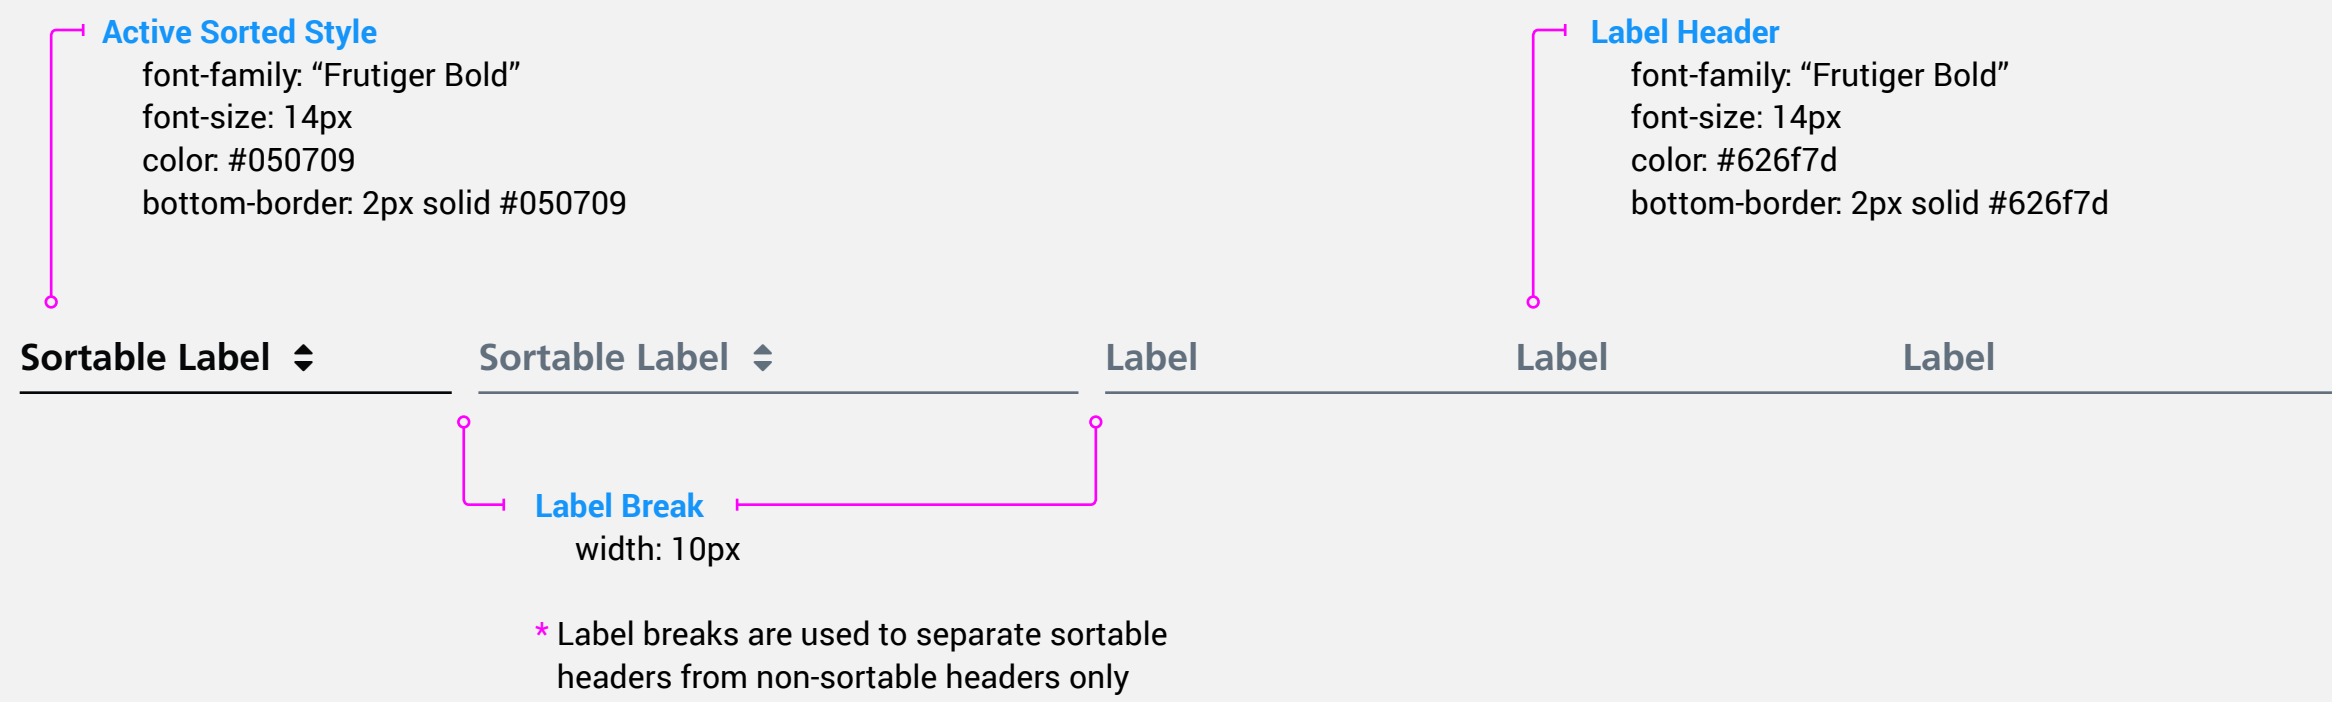 Active Sorted Style
font-family: “Frutiger Bold”
font-size: 14px
color: #050709
bottom-border: 2px solid #050709
Label Header
font-family: “Frutiger Bold”
font-size: 14px
color: #626f7d
bottom-border: 2px solid #626f7d
Sortable Label Sortable Label Label Label Label
Label Break
width: 10px
* Label breaks are used to separate sortable
headers from non-sortable headers only